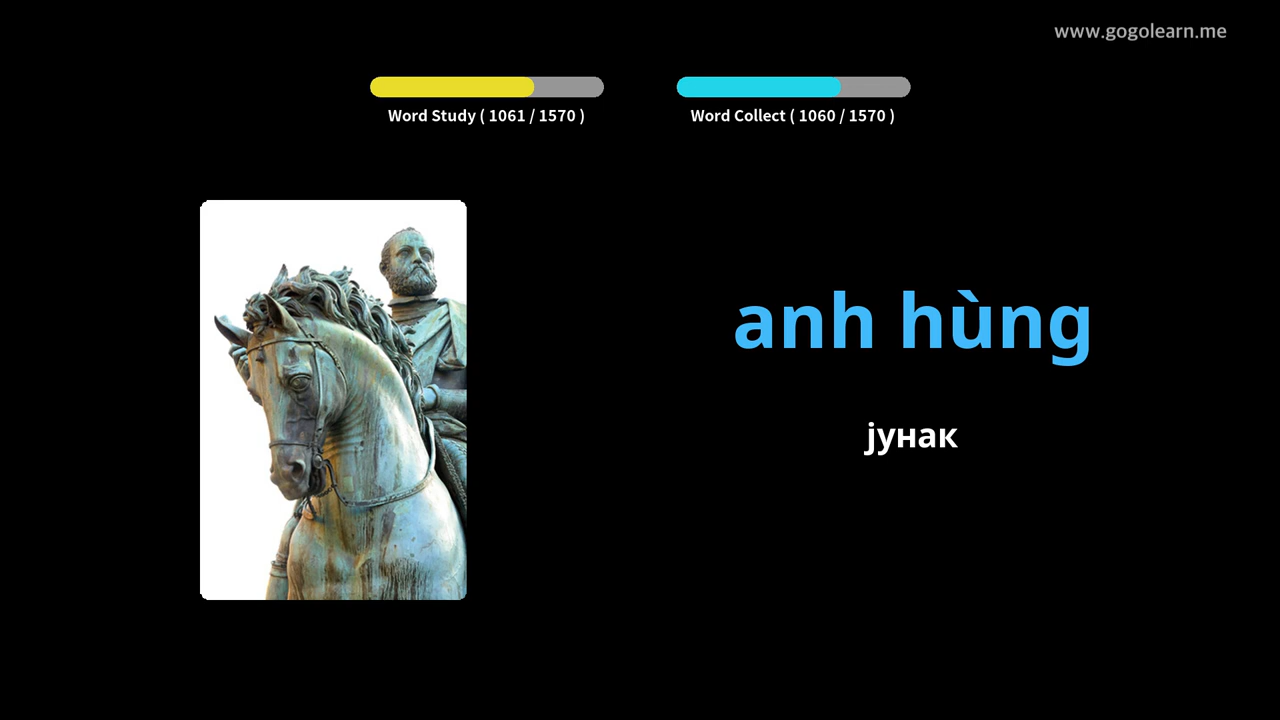 www.gogolearn.me
Word Study ( 1061 / 1570 )
Word Collect ( 1060 / 1570 )
anh hùng
јунак